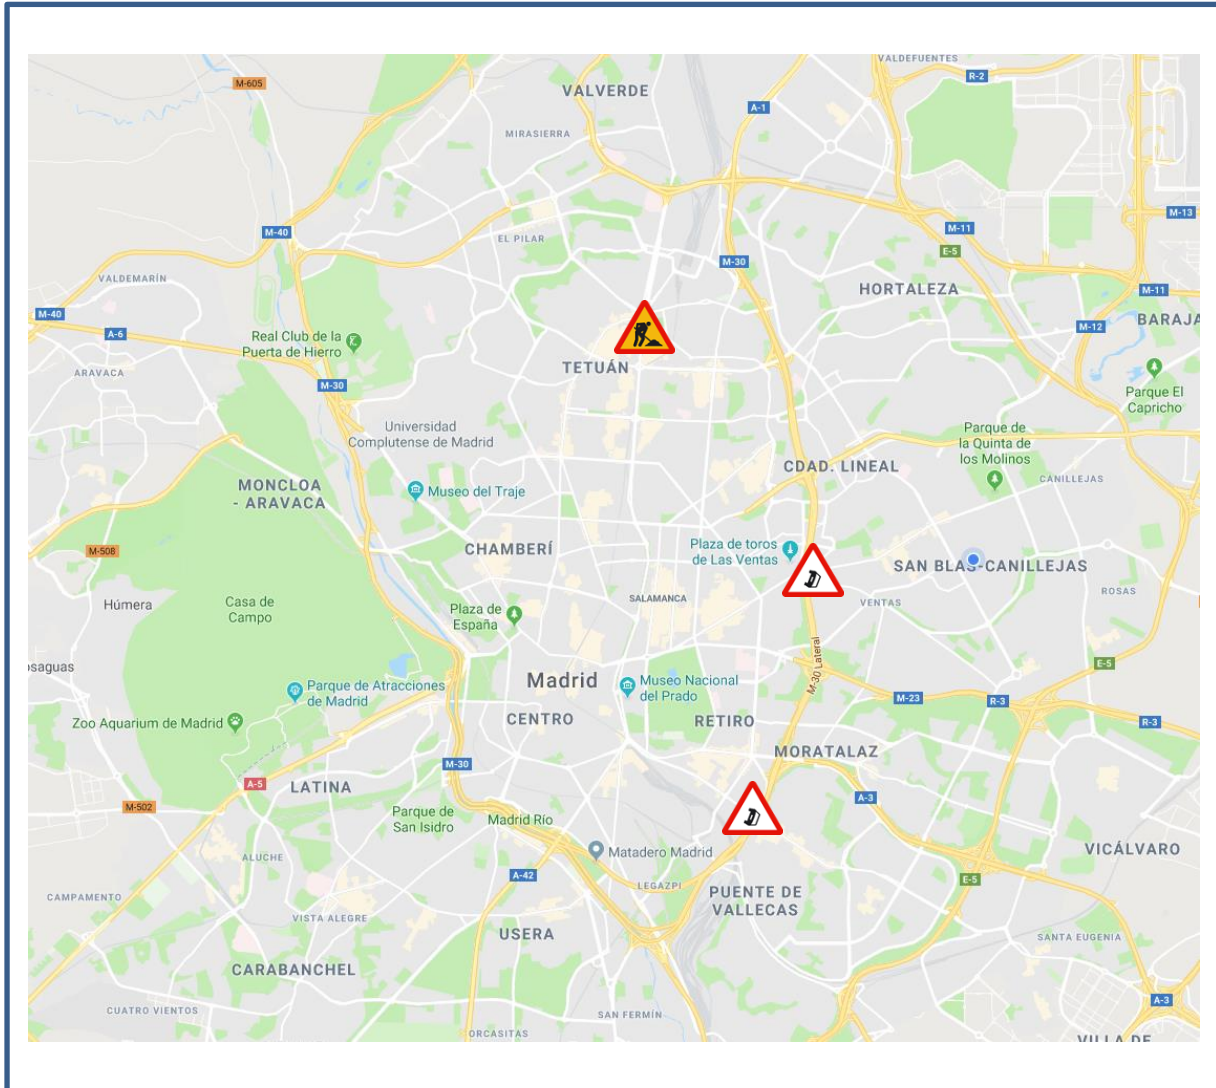 VALDEFUENTES
R-2
M-605
VALVERDE
A-1
MIRASIERRA
M-13
M-40
M-11
EL PILAR
E-5
M-30
VALDEMARÍN
HORTALEZA
M-11
M-40
BARAJA
A-6
M-12
Real Club de la
Puerta de Hierro
TETUÁN
ARAVACA
M-30
Parque El
Capricho
Universidad
Complutense de Madrid
Parque de
la Quinta de
los Molinos
CDAD. LINEAL
CANILLEJAS
MONCLOA
- ARAVACA
Museo del Traje
M-508
CHAMBERÍ
Plaza de toros
de Las Ventas
SAN BLAS-CANILLEJAS
ROSAS
Húmera
Casa de
Campo
SALAMANCA
VENTAS
Plaza de
España
osaguas
M-30 Lateral
E-5
Madrid
Museo Nacional
del Prado
Parque de Atracciones
de Madrid
M-23
R-3
R-3
Zoo Aquarium de Madrid
CENTRO
RETIRO
MORATALAZ
M-30
A-5
LATINA
A-3
M-502
Parque de
San Isidro
Madrid Río
Matadero Madrid
VICÁLVARO
ALUCHE
A-42
LEGAZPI
E-5
CAMPAMENTO
PUENTE DE
VALLECAS
VISTA ALEGRE
USERA
SANTA EUGENIA
CARABANCHEL
A-3
CUATRO VIENTOS
SAN FERMÍN
ORCASITAS
VILLA DE